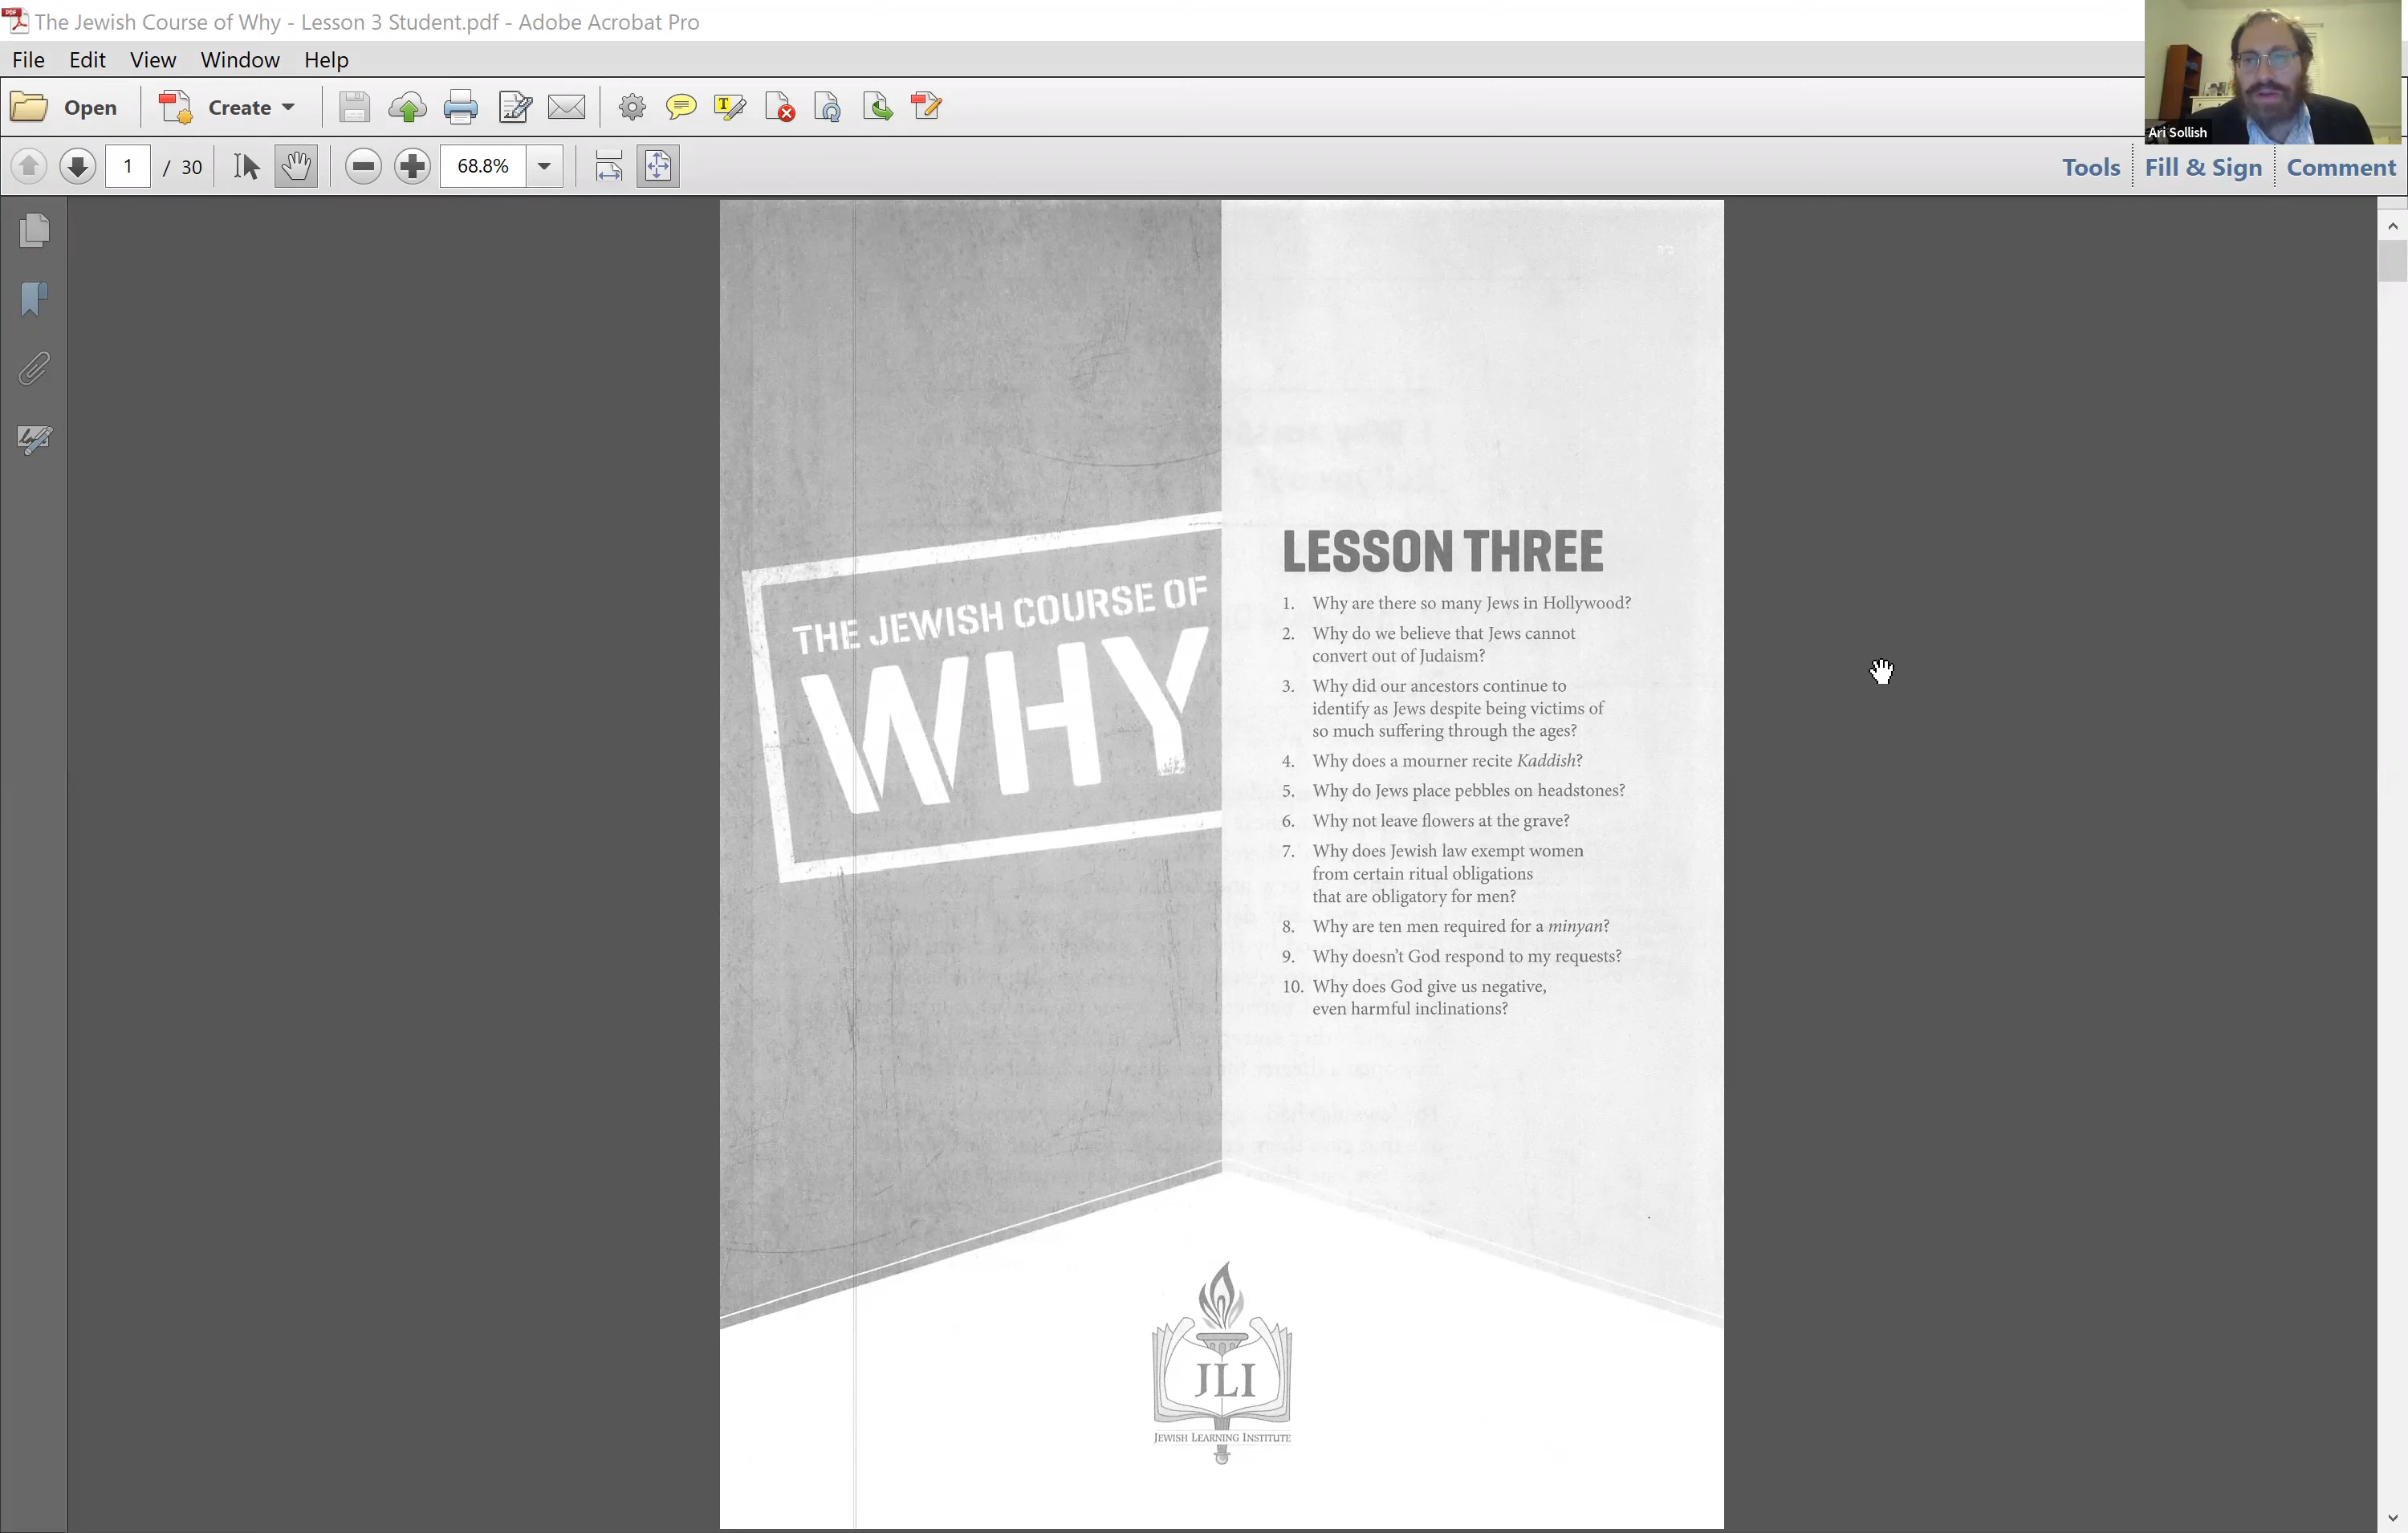 The Jewish Course of Why - Lesson 3 Student.pdf - Adobe Acrobat Pro
File Edit View Window Help
Open Create
Ari Sollish
1 / 30 68.8%
Tools Fill & Sign Comment
THE JEWISH COURSE OF
WHY
LESSON THREE
1. Why are there so many Jews in Hollywood?
2. Why do we believe that Jews cannot
convert out of Judaism?
3. Why did our ancestors continue to
identify as Jews despite being victims of
so much suffering through the ages?
4. Why does a mourner recite Kaddish?
5. Why do Jews place pebbles on headstones?
6. Why not leave flowers at the grave?
7. Why does Jewish law exempt women
from certain ritual obligations
that are obligatory for men?
8. Why are ten men required for a minyan?
9. Why doesn't God respond to my requests?
10. Why does God give us negative,
even harmful inclinations?
JLI
JEWISH LEARNING INSTITUTE